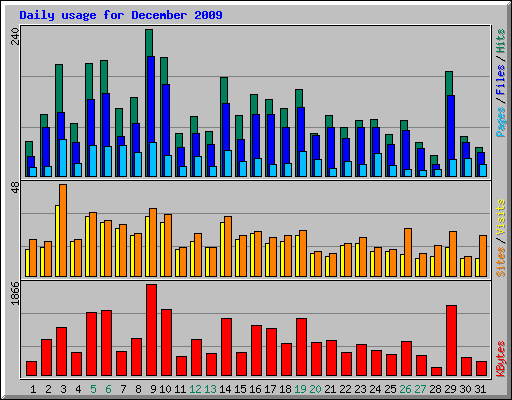 Daily usage for December 2009
240
Pages/Files/Hits
48
Sites/Visits
1866
KBytes
1 2 3 4 5 6 7 8 9 10 11 12 13 14 15 16 17 18 19 20 21 22 23 24 25 26 27 28 29 30 31